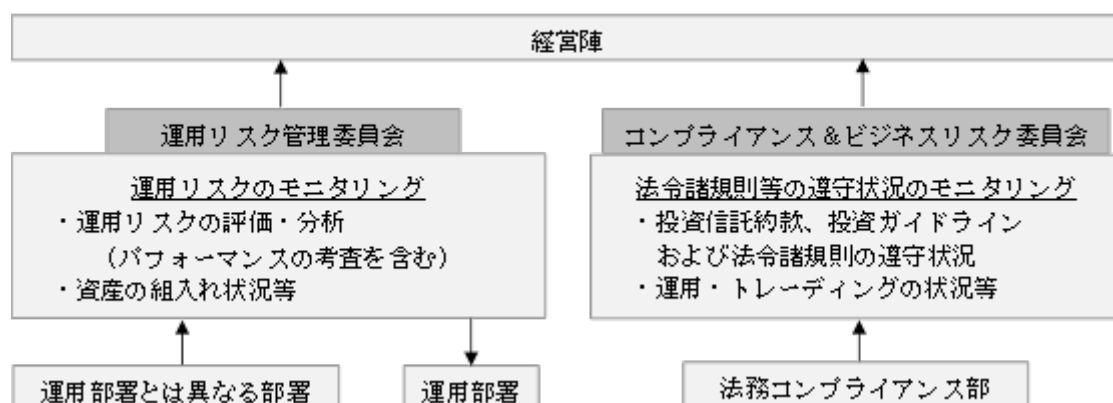 経営陣
運用リスク管理委員会
運用リスクのモニタリング
・運用リスクの評価・分析
（パフォーマンスの考査を含む）
・資産の組入れ状況等
運用部署とは異なる部署
運用部署
コンプライアンス＆ビジネスリスク委員会
法令諸規則等の遵守状況のモニタリング
・投資信託約款、投資ガイドライン
および法令諸規則の遵守状況
・運用・トレーディングの状況等
法務コンプライアンス部